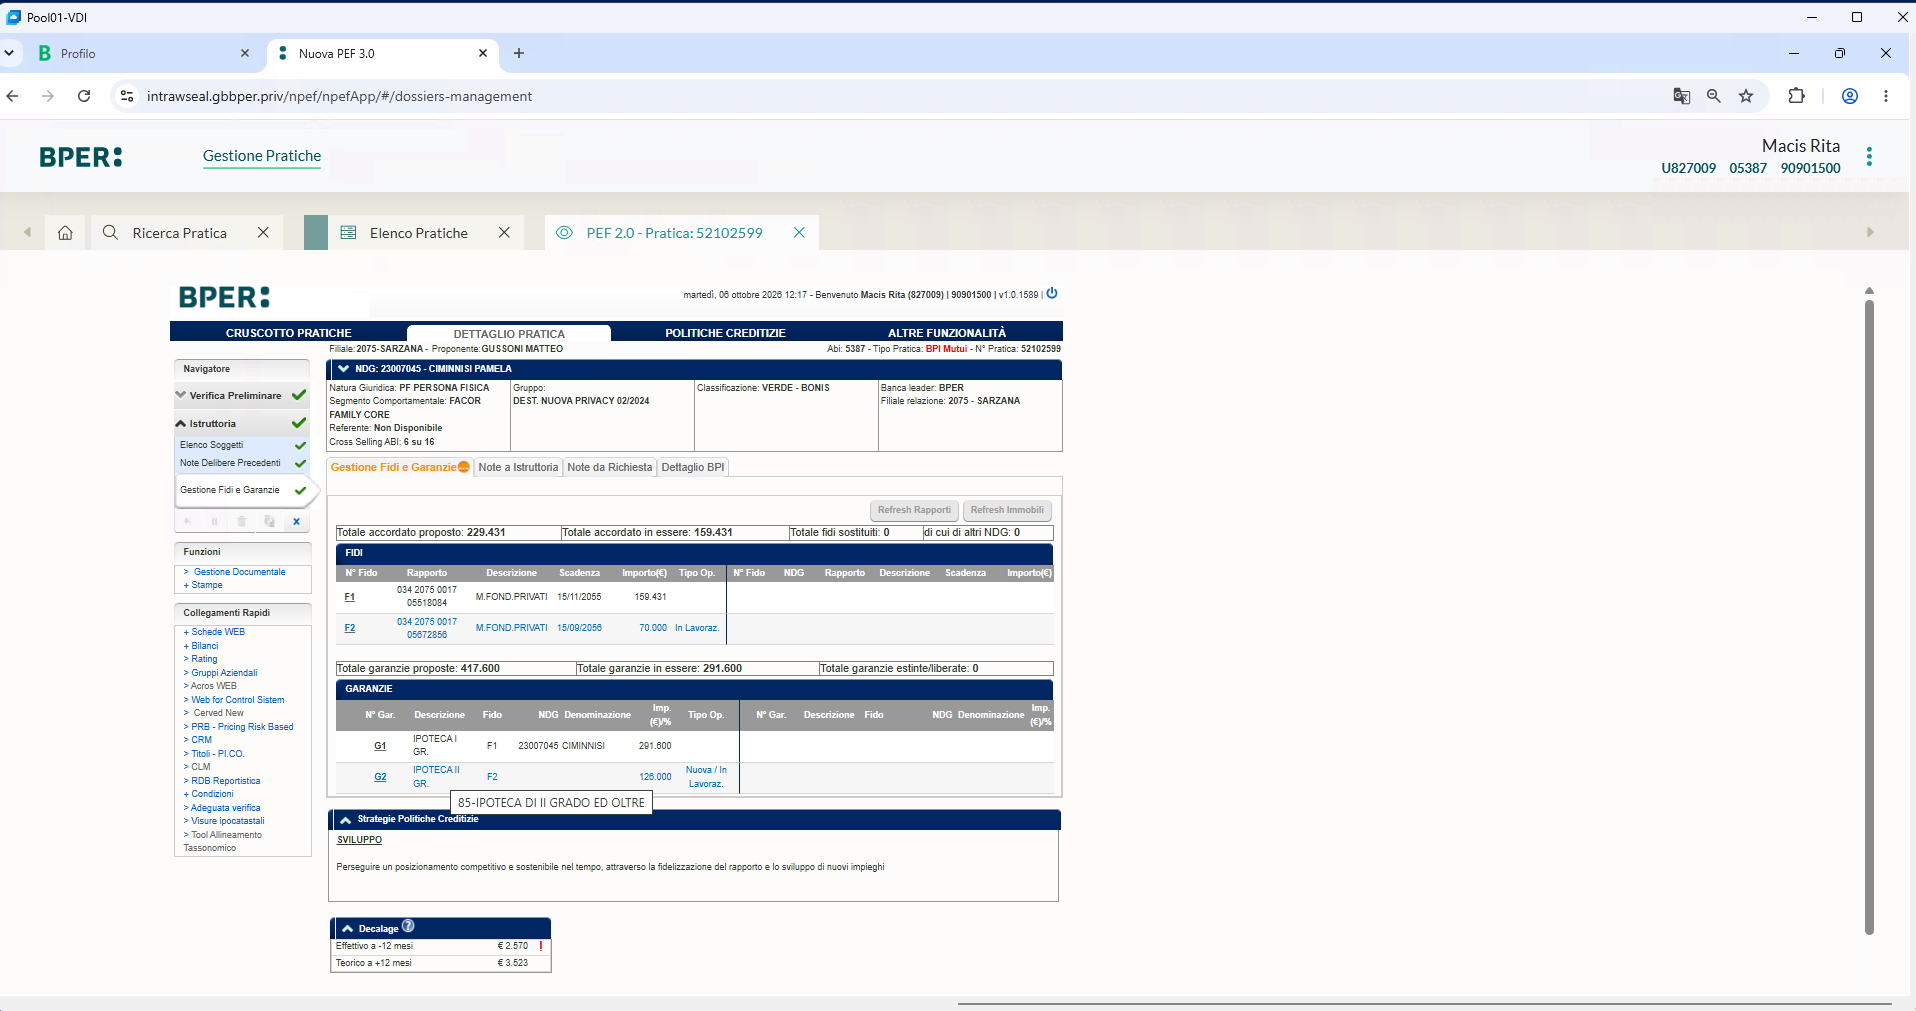 Pool01-VDI
Profilo
Nuova PEF 3.0
intrawseal.gbbper.priv/npef/npefApp/#/dossiers-management
BPER:
Gestione Pratiche
Macis Rita
U827009 05387 90901500
Ricerca Pratica
Elenco Pratiche
PEF 2.0 - Pratica: 52102599
BPER:
martedì, 06 ottobre 2026 12:17 - Benvenuto Macis Rita (827009) | 90901500 | v1.0.1589 |
CRUSCOTTO PRATICHE DETTAGLIO PRATICA POLITICHE CREDITIZIE ALTRE FUNZIONALITÀ
Filiale: 2075-SARZANA - Proponente: GUSSONI MATTEO
Abi: 5387 - Tipo Pratica: BPI Mutui - N° Pratica: 52102599
Navigatore
Verifica Preliminare
Istruttoria
Elenco Soggetti
Note Delibere Precedenti
Gestione Fidi e Garanzie
Funzioni
> Gestione Documentale
+ Stampe
Collegamenti Rapidi
+ Schede WEB
+ Bilanci
> Rating
> Gruppi Aziendali
> Acros WEB
> Web for Control Sistem
> Cerved New
> PRB - Pricing Risk Based
> CRM
> Titoli - PI.CO.
> CLM
> RDB Reportistica
+ Condizioni
> Adeguata verifica
> Visure ipocatastali
> Tool Allineamento
Tassonomico
NDG: 23007045 - CIMINNISI PAMELA
Natura Giuridica: PF PERSONA FISICA
Segmento Comportamentale: FACOR
FAMILY CORE
Referente: Non Disponibile
Cross Selling ABI: 6 su 16
Gruppo:
DEST. NUOVA PRIVACY 02/2024
Classificazione: VERDE - BONIS
Banca leader: BPER
Filiale relazione: 2075 - SARZANA
Gestione Fidi e Garanzie Note a Istruttoria Note da Richiesta Dettaglio BPI
Refresh Rapporti Refresh Immobili
Totale accordato proposto: 229.431 Totale accordato in essere: 159.431 Totale fidi sostituiti: 0 di cui di altri NDG: 0
FIDI
N° Fido Rapporto Descrizione Scadenza Importo(€) Tipo Op. N° Fido NDG Rapporto Descrizione Scadenza Importo(€)
F1 034 2075 0017 05518084 M.FOND.PRIVATI 15/11/2055 159.431
F2 034 2075 0017 05672856 M.FOND.PRIVATI 15/09/2056 70.000 In Lavoraz.
Totale garanzie proposte: 417.600 Totale garanzie in essere: 291.600 Totale garanzie estinte/liberate: 0
GARANZIE
N° Gar. Descrizione Fido NDG Denominazione Imp. (€)/% Tipo Op. N° Gar. Descrizione Fido NDG Denominazione Imp. (€)/%
G1 IPOTECA I GR. F1 23007045 CIMINNISI 291.600
G2 IPOTECA II GR. F2 126.000 Nuova / In Lavoraz.
85-IPOTECA DI II GRADO ED OLTRE
Strategie Politiche Creditizie
SVILUPPO
Perseguire un posizionamento competitivo e sostenibile nel tempo, attraverso la fidelizzazione del rapporto e lo sviluppo di nuovi impieghi
Decalage ?
Effettivo a -12 mesi € 2.570 !
Teorico a +12 mesi € 3.523